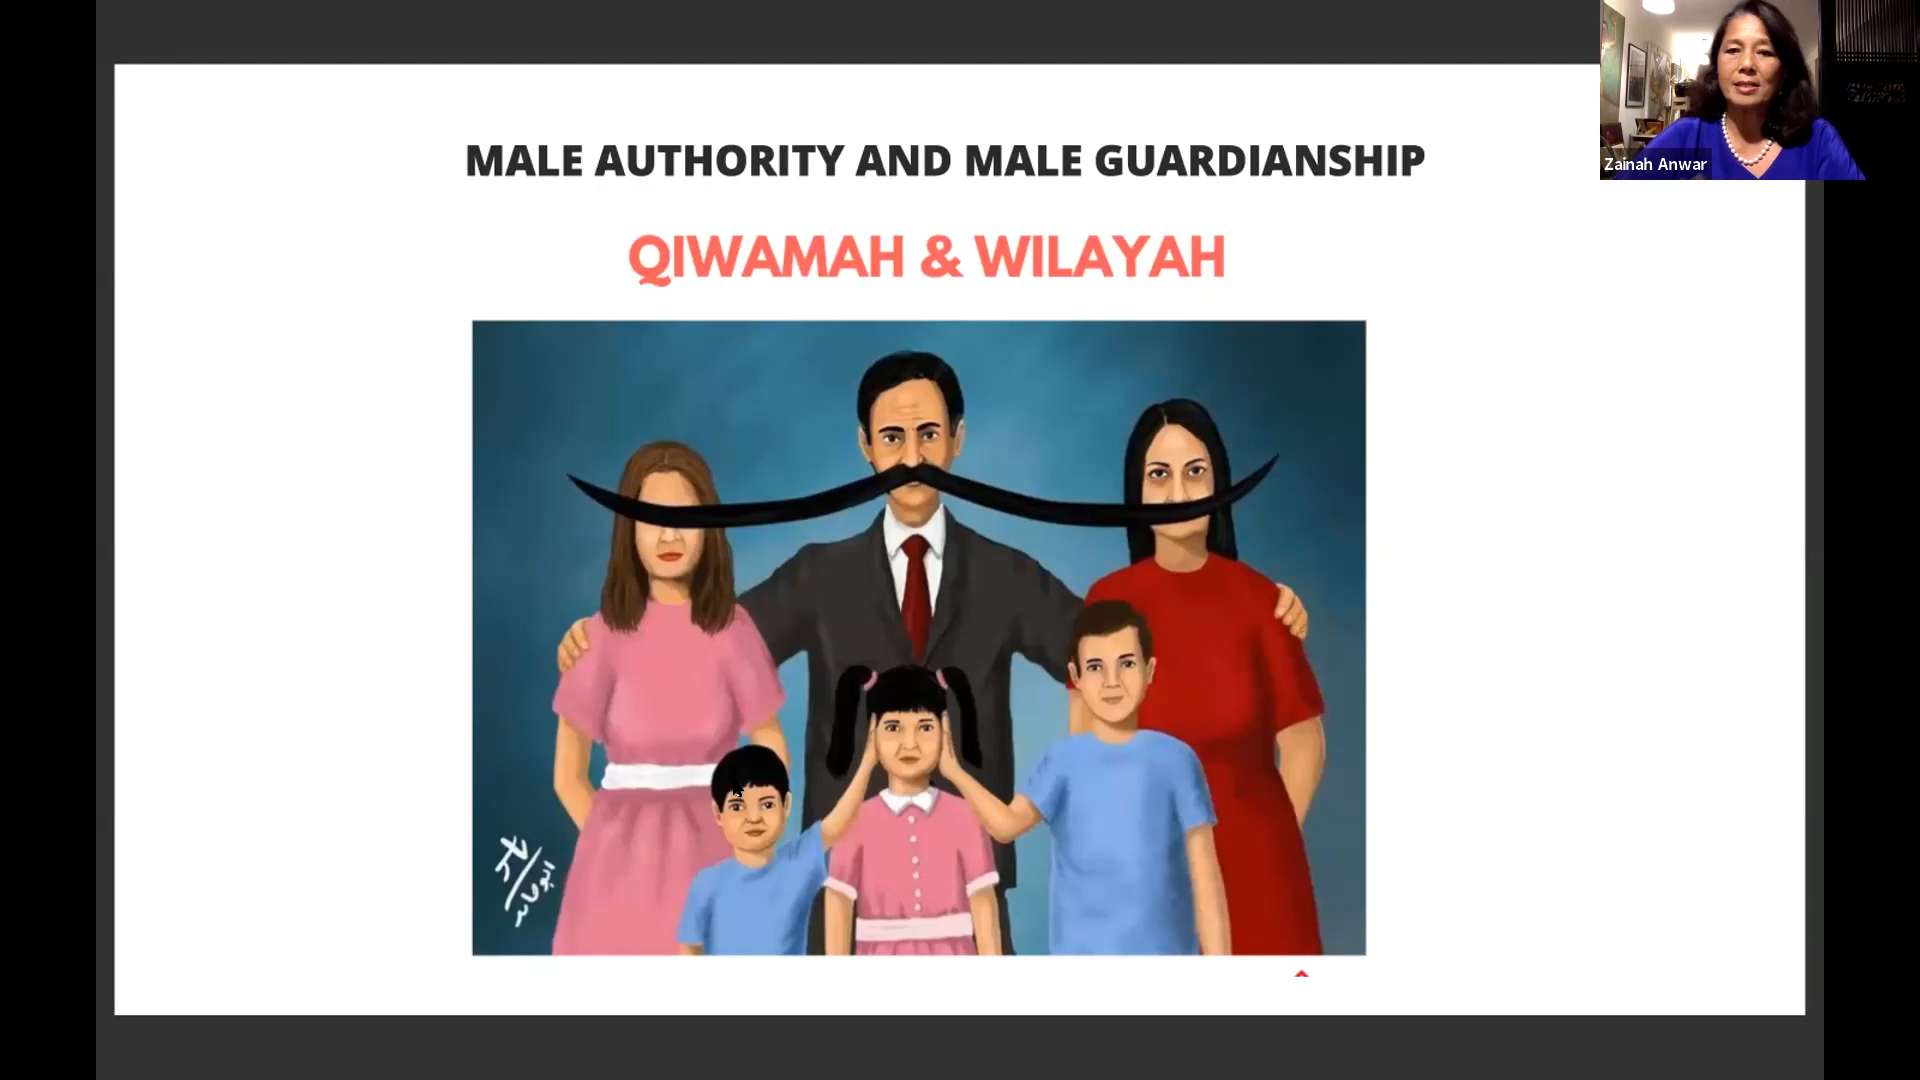 MALE AUTHORITY AND MALE GUARDIANSHIP
QIWAMAH & WILAYAH
Zainah Anwar